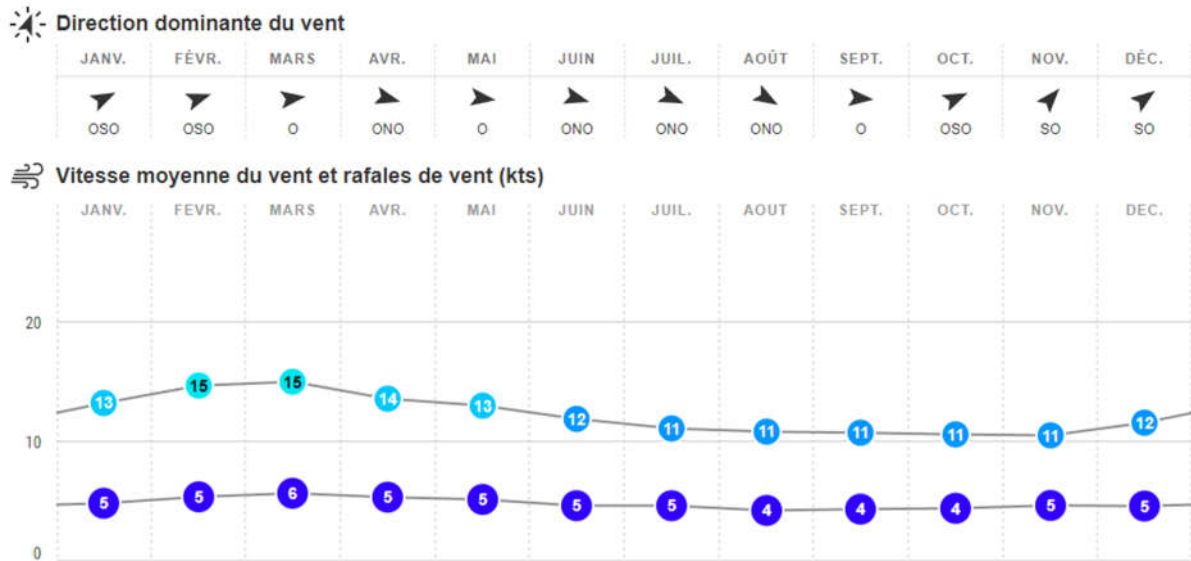 Direction dominante du vent
JANV. FÉVR. MARS AVR. MAI JUIN JUIL. AOÛT SEPT. OCT. NOV. DÉC.
OSO OSO O ONO O ONO ONO ONO O OSO SO SO
Vitesse moyenne du vent et rafales de vent (kts)
JANV. FEVR. MARS AVR. MAI JUIN JUIL. AOUT SEPT. OCT. NOV. DEC.
20
13 15 15 14 13 12 11 11 11 11 11 12
10
5 5 6 5 5 5 5 4 4 4 5 5
0